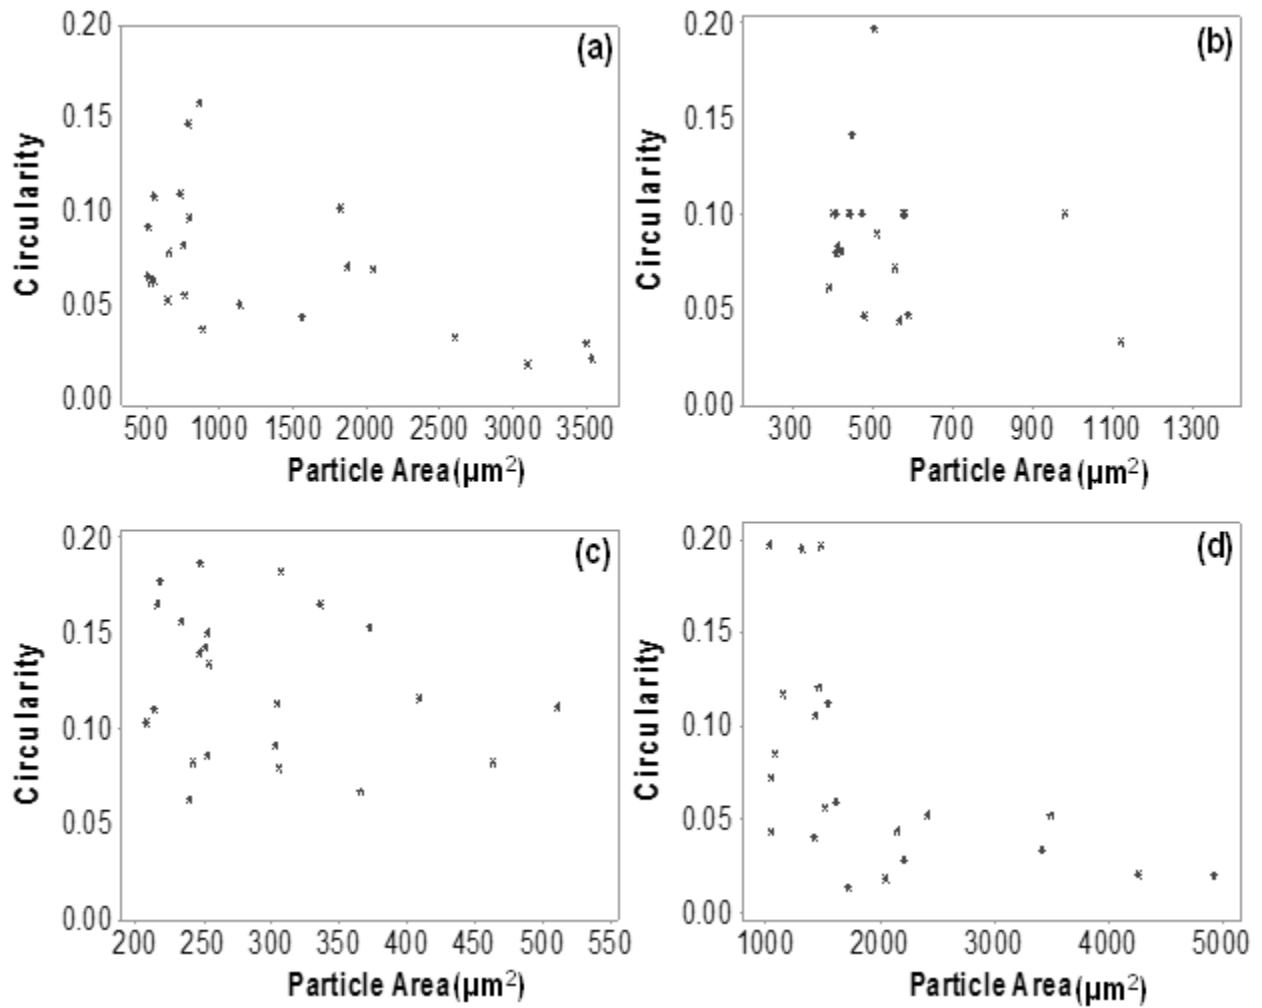 (a)
Circularity
0.20
0.15
0.10
0.05
0.00
500 1000 1500 2000 2500 3000 3500
Particle Area (µm²)
(b)
Circularity
0.20
0.15
0.10
0.05
0.00
300 500 700 900 1100 1300
Particle Area (µm²)
(c)
Circularity
0.20
0.15
0.10
0.05
0.00
200 250 300 350 400 450 500 550
Particle Area (µm²)
(d)
Circularity
0.20
0.15
0.10
0.05
0.00
1000 2000 3000 4000 5000
Particle Area (µm²)